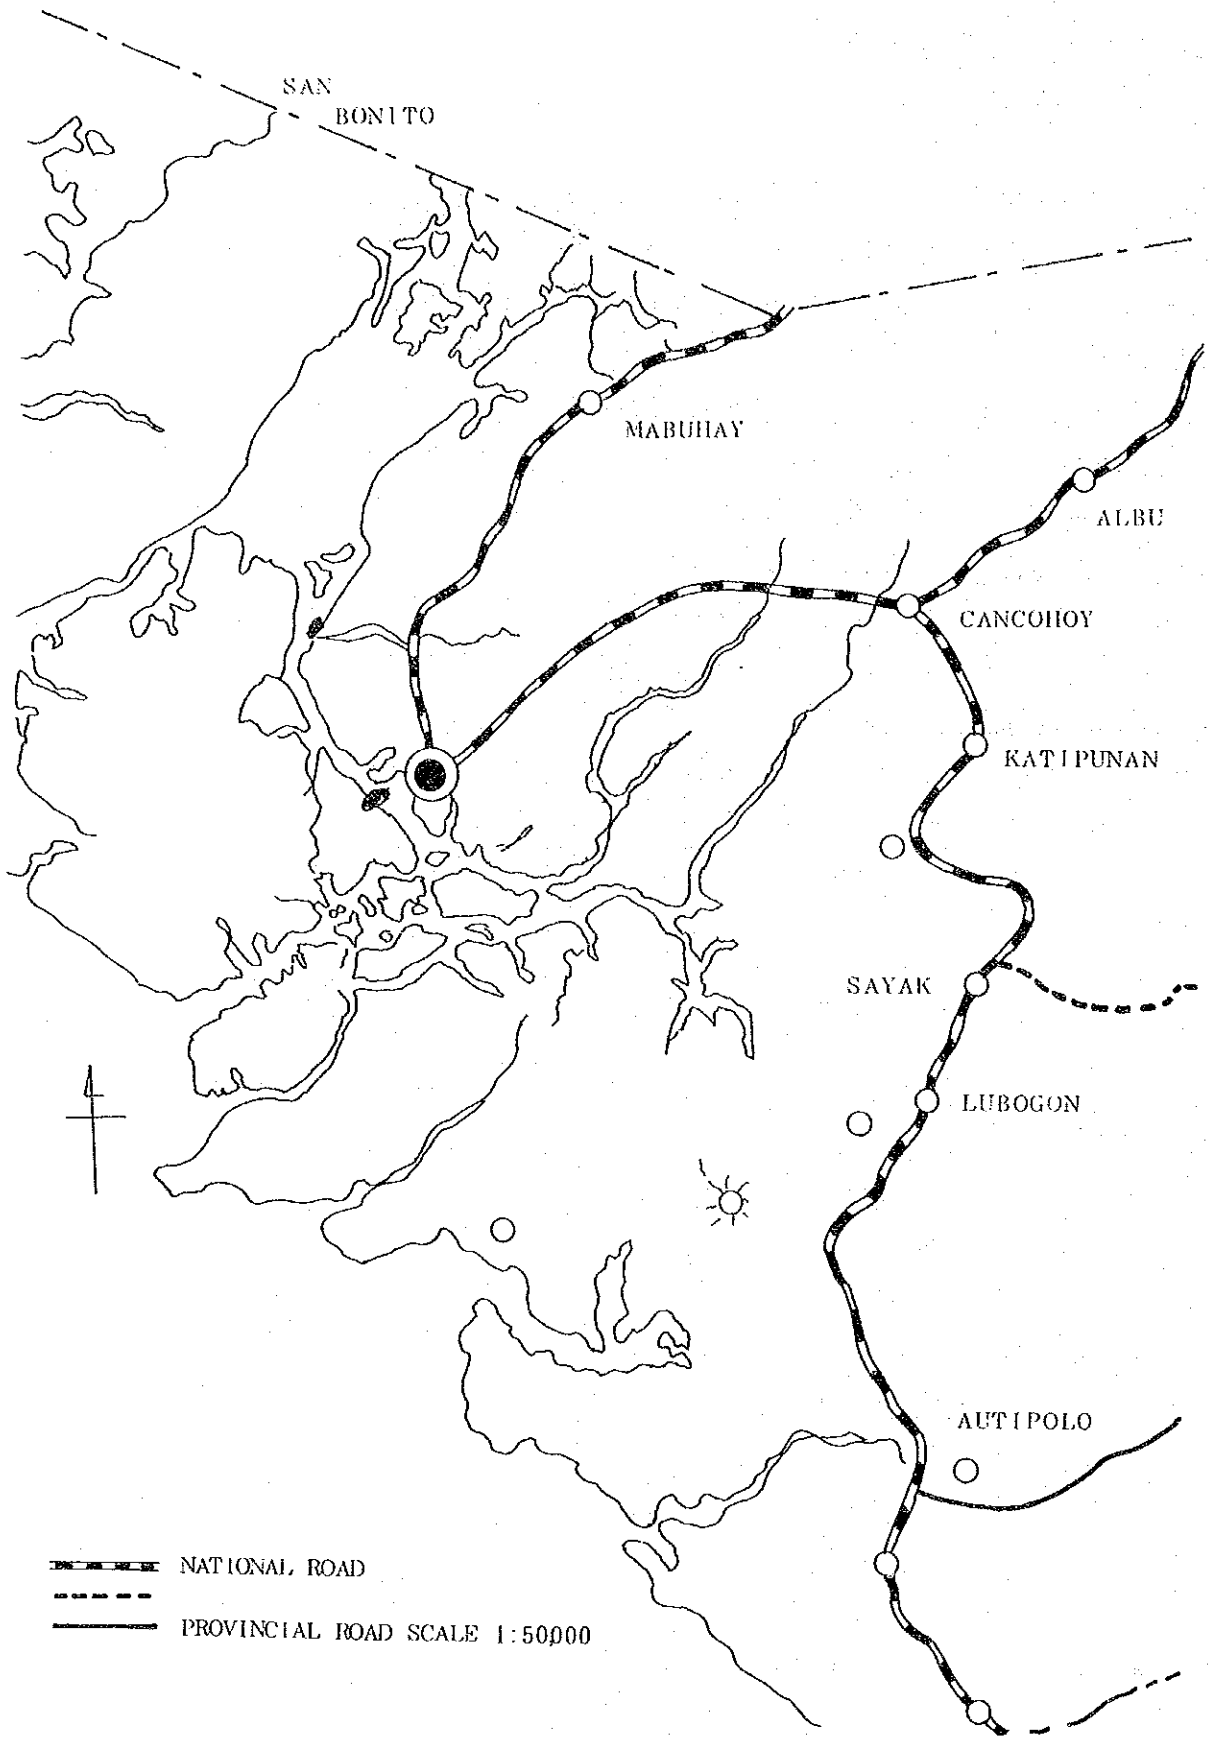 SAN
BONITO
MABUHAY
ALBU
CANCOHOY
KATIPUNAN
SAYAK
LUBOGON
AUTIPOLO
NATIONAL ROAD
PROVINCIAL ROAD SCALE 1:50,000